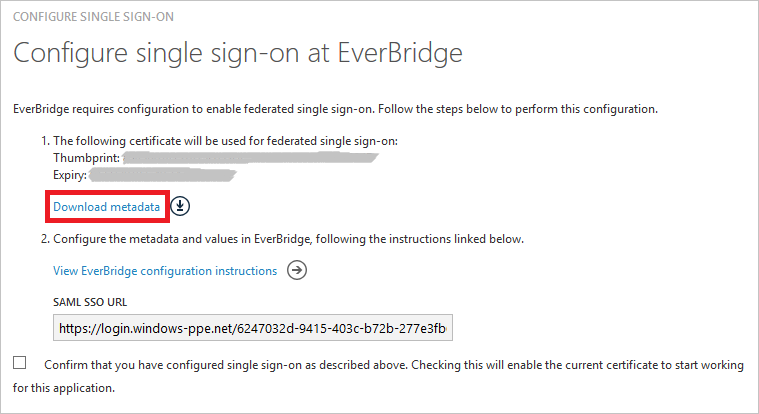 CONFIGURE SINGLE SIGN-ON
Configure single sign-on at EverBridge
EverBridge requires configuration to enable federated single sign-on. Follow the steps below to perform this configuration.
1. The following certificate will be used for federated single sign-on:
Thumbprint:
Expiry:
Download metadata
2. Configure the metadata and values in EverBridge, following the instructions linked below.
View EverBridge configuration instructions
SAML SSO URL
https://login.windows-ppe.net/6247032d-9415-403c-b72b-277e3fb
Confirm that you have configured single sign-on as described above. Checking this will enable the current certificate to start working
for this application.